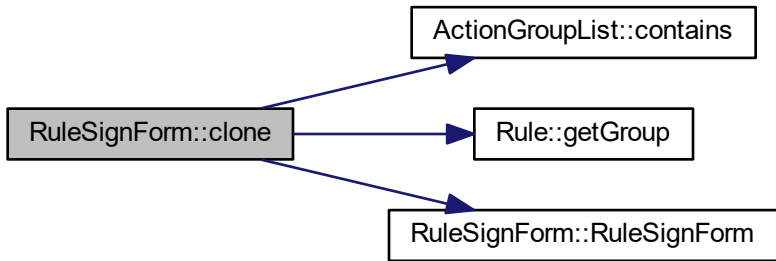 ActionGroupList::contains
RuleSignForm::clone
Rule::getGroup
RuleSignForm::RuleSignForm